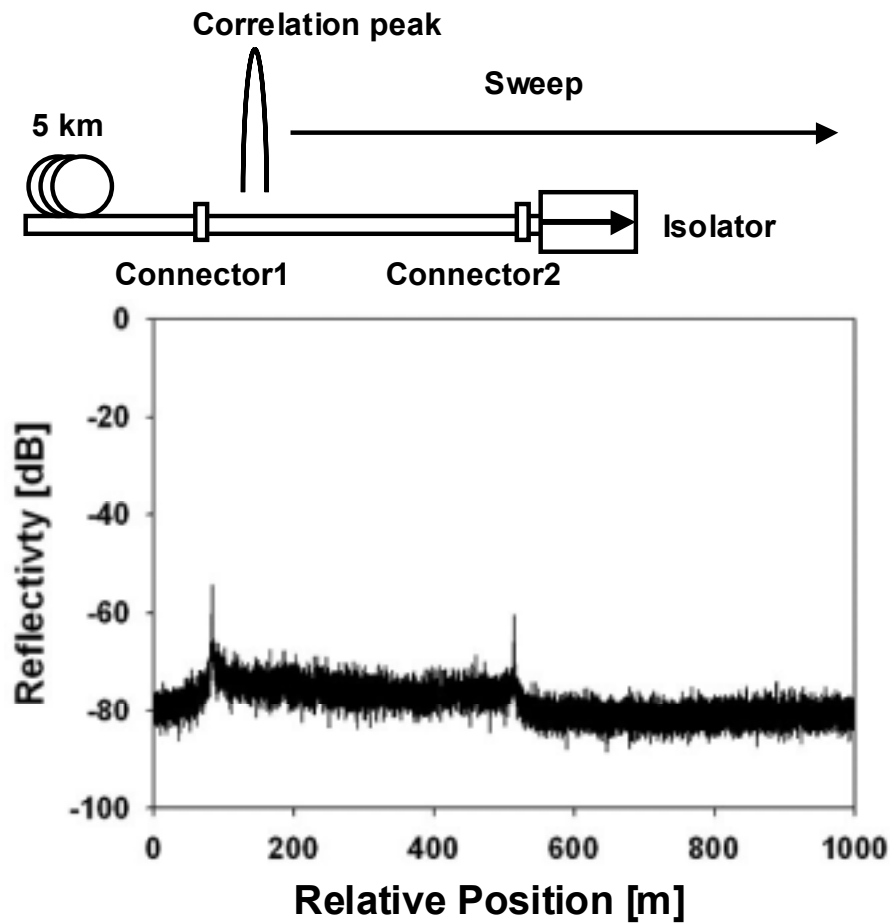 Correlation peak
Sweep
5 km
Isolator
Connector1
Connector2
0
-20
-40
-60
-80
-100
Reflectivty [dB]
0
200
400
600
800
1000
Relative Position [m]